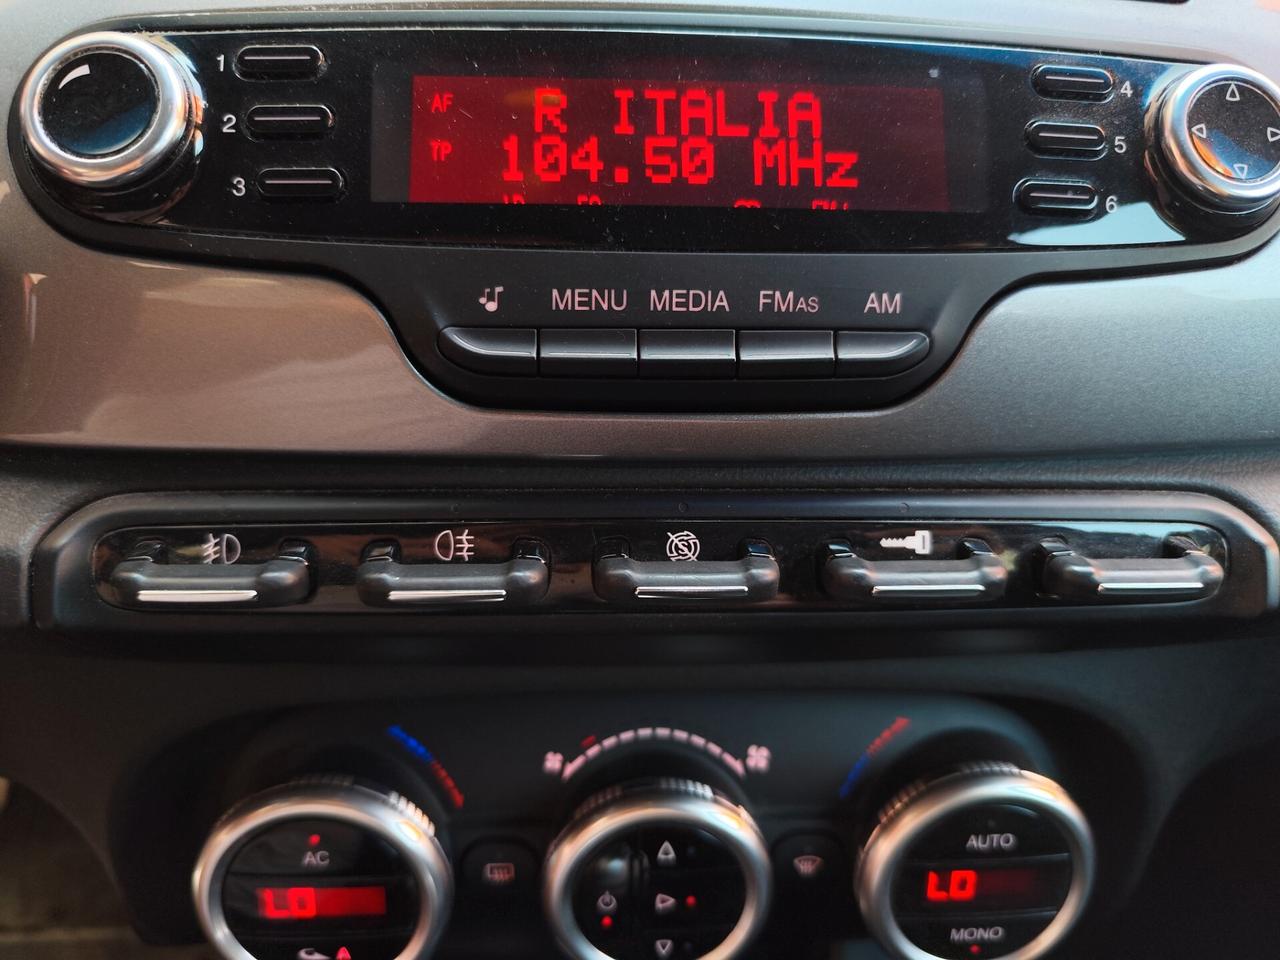 1
2
3
AF
TP
R ITALIA
104.50 MHz
4
5
6
MENU MEDIA FMAS AM
AC
LO
AUTO
LO
MONO